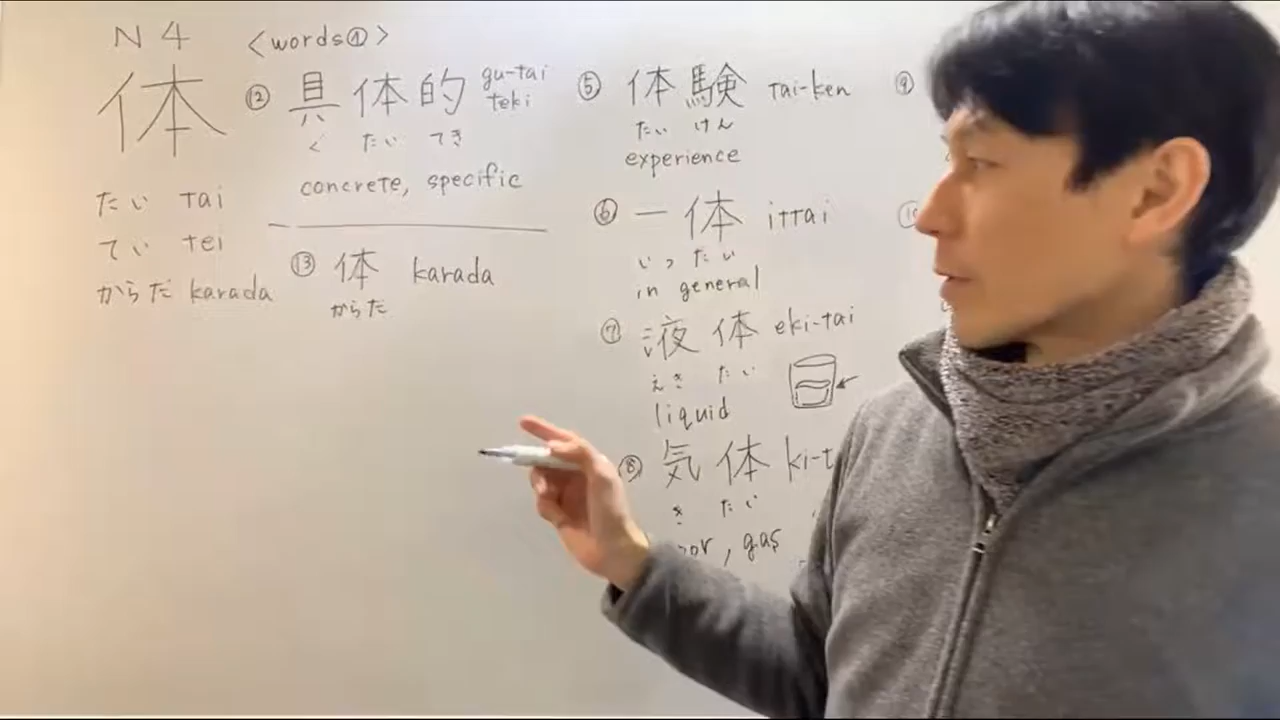 N4 <words①>
体
たい tai
てい tei
からだ karada
⑫ 具体的 gu-tai
teki
ぐ たい てき
concrete, specific
⑬ 体 karada
からだ
⑤ 体験 tai-ken
たい けん
experience
⑥ 一体 ittai
いっ たい
in general
⑦ 液体 eki-tai
えき たい
liquid
⑧ 気体 ki-t
き たい
, gas
⑨